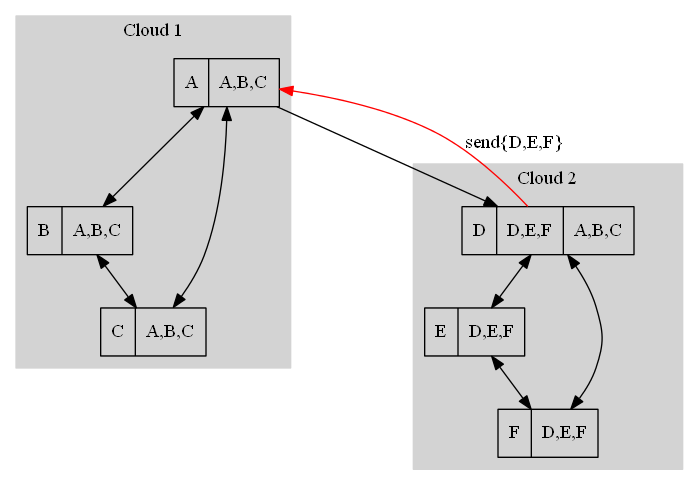 Cloud 1
A A,B,C
send{D,E,F}
Cloud 2
B A,B,C
D D,E,F A,B,C
C A,B,C
E D,E,F
F D,E,F